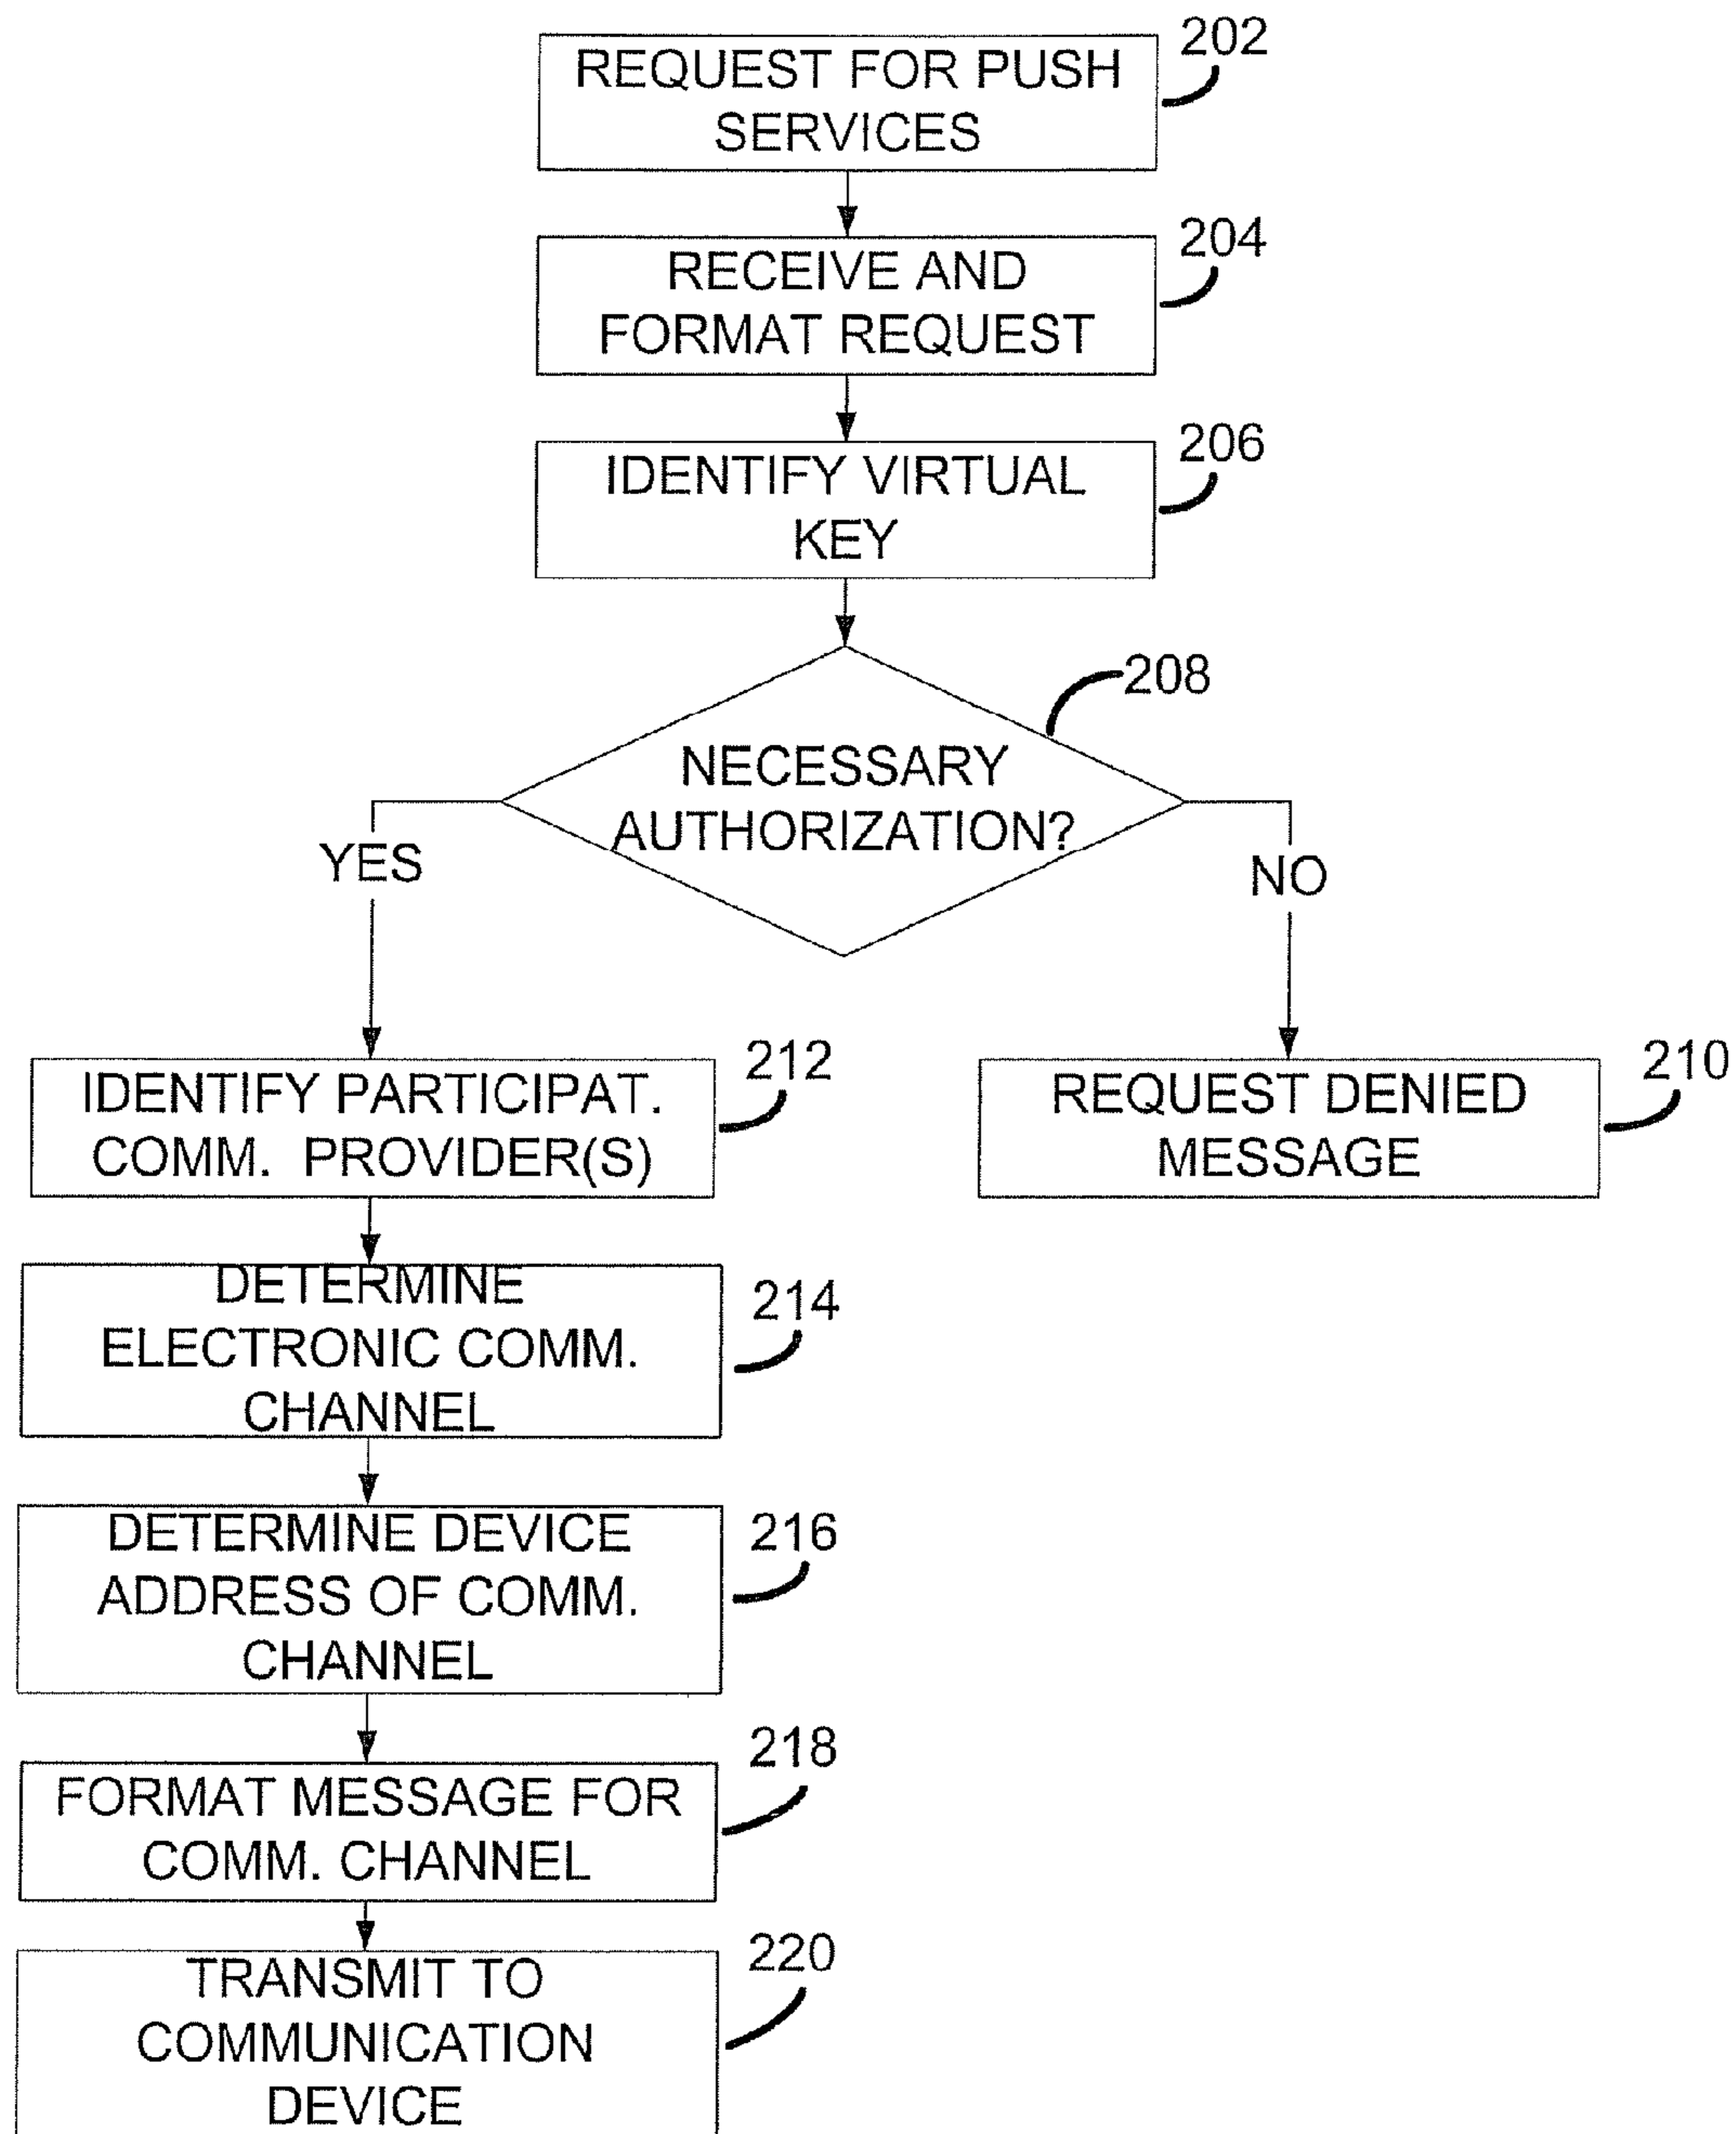 202
REQUEST FOR PUSH
SERVICES
204
RECEIVE AND
FORMAT REQUEST
206
IDENTIFY VIRTUAL
KEY
208
NECESSARY
AUTHORIZATION?
YES
NO
212
IDENTIFY PARTICIPAT.
COMM. PROVIDER(S)
210
REQUEST DENIED
MESSAGE
214
DETERMINE
ELECTRONIC COMM.
CHANNEL
216
DETERMINE DEVICE
ADDRESS OF COMM.
CHANNEL
218
FORMAT MESSAGE FOR
COMM. CHANNEL
220
TRANSMIT TO
COMMUNICATION
DEVICE